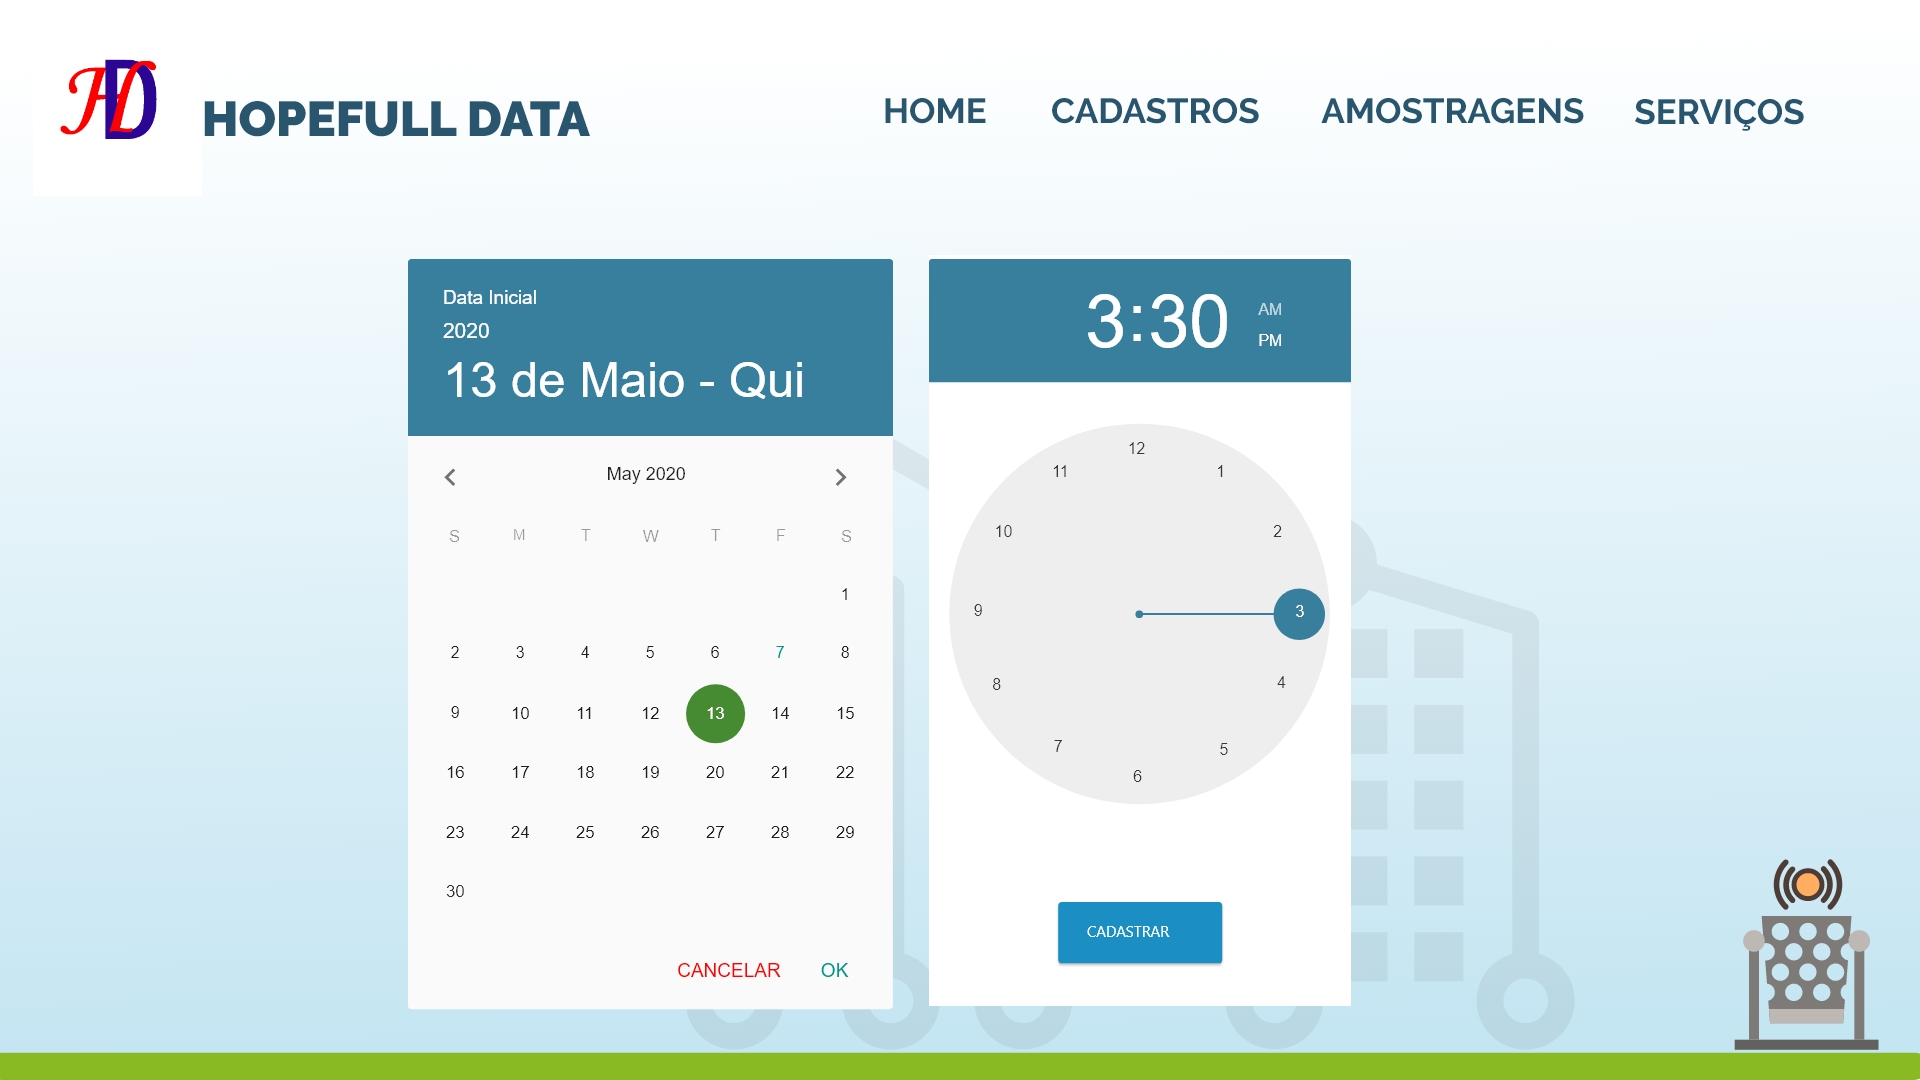 HD
HOPEFULL DATA
HOME CADASTROS AMOSTRAGENS SERVIÇOS
Data Inicial
2020
13 de Maio - Qui
May 2020
S M T W T F S
1
2 3 4 5 6 7 8
9 10 11 12 13 14 15
16 17 18 19 20 21 22
23 24 25 26 27 28 29
30
CANCELAR OK
3:30
AM
PM
12
11 1
10 2
9 3
8 4
7 5
6
CADASTRAR